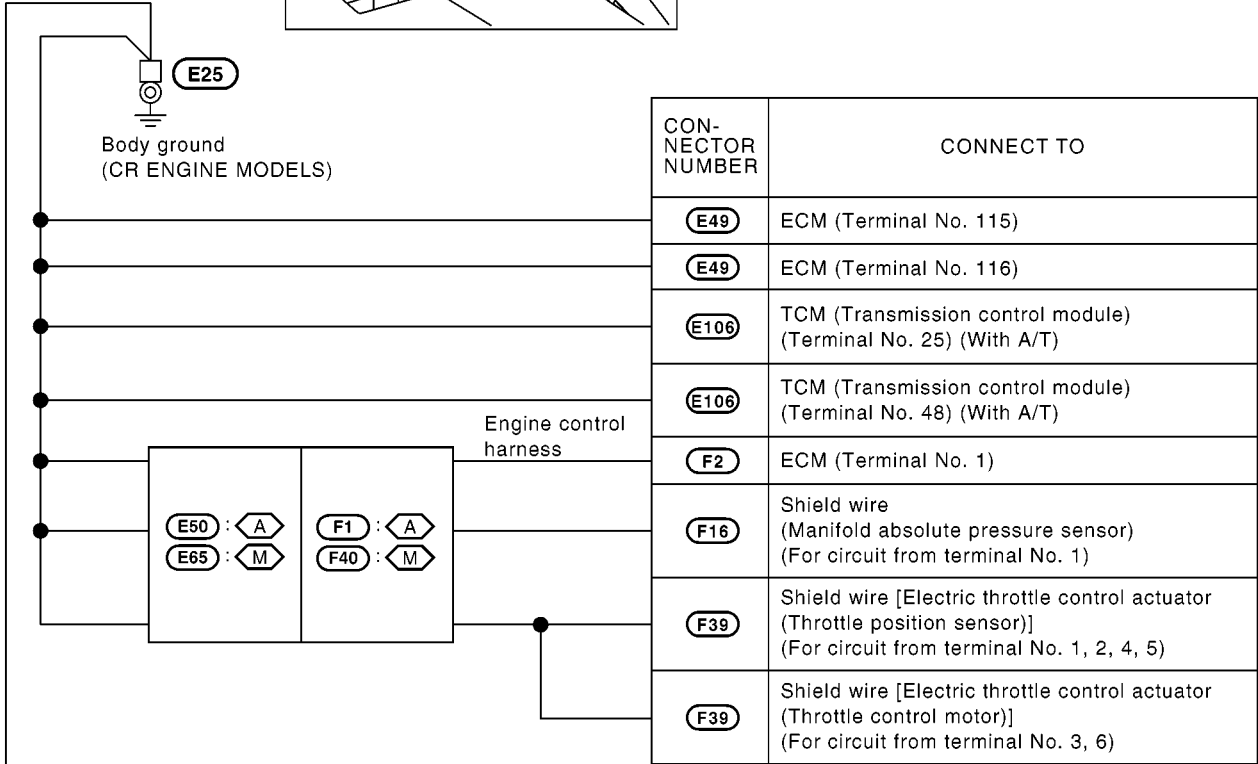 E25
Body ground
(CR ENGINE MODELS)
CON-
NECTOR
NUMBER
CONNECT TO
E49
ECM (Terminal No. 115)
E49
ECM (Terminal No. 116)
E106
TCM (Transmission control module)
(Terminal No. 25) (With A/T)
E106
TCM (Transmission control module)
(Terminal No. 48) (With A/T)
Engine control
harness
F2
ECM (Terminal No. 1)
E50 : A
E65 : M
F1 : A
F40 : M
F16
Shield wire
(Manifold absolute pressure sensor)
(For circuit from terminal No. 1)
F39
Shield wire [Electric throttle control actuator
(Throttle position sensor)]
(For circuit from terminal No. 1, 2, 4, 5)
F39
Shield wire [Electric throttle control actuator
(Throttle control motor)]
(For circuit from terminal No. 3, 6)